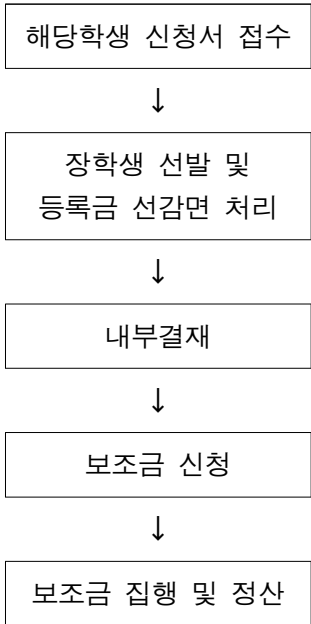 해당학생 신청서 접수
↓
장학생 선발 및
등록금 선감면 처리
↓
내부결재
↓
보조금 신청
↓
보조금 집행 및 정산